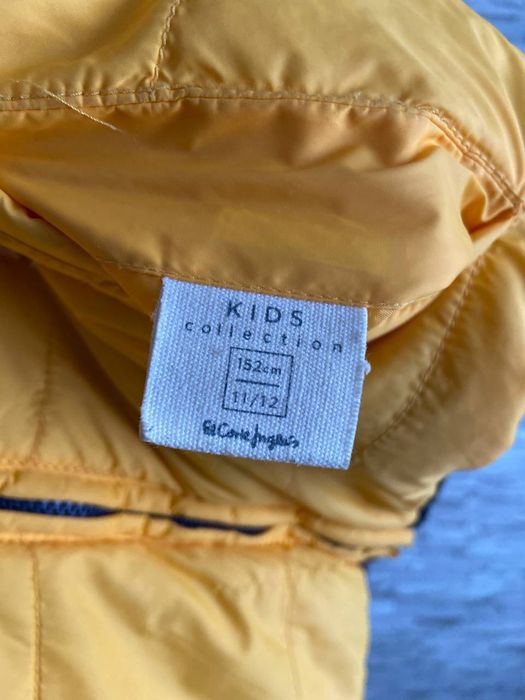 KIDS
collection
152cm
11/12
El Corte Inglés